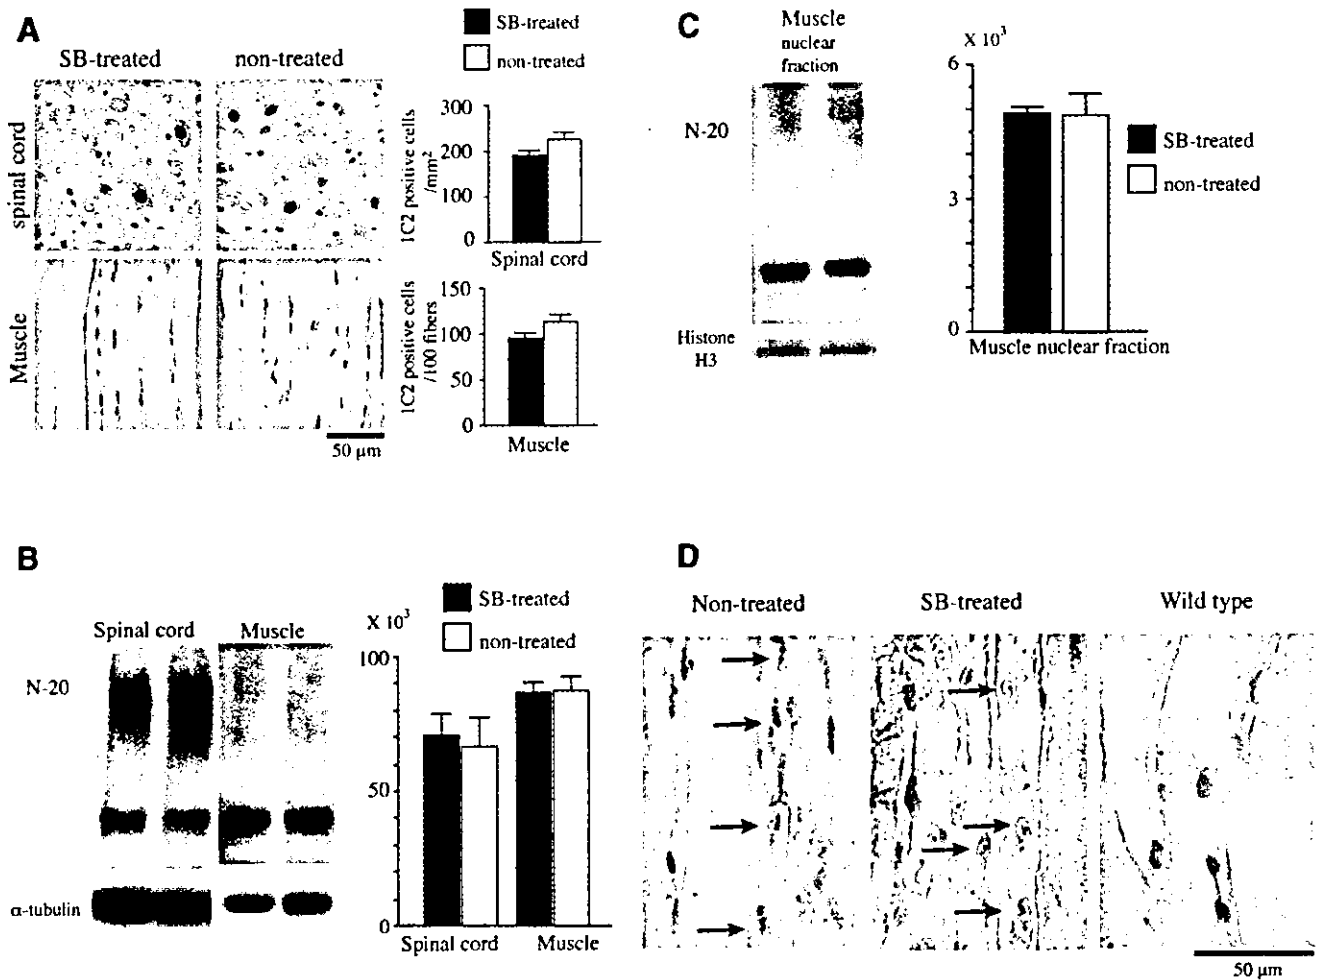 A
SB-treated
non-treated
spinal cord
Muscle
50 µm
SB-treated
non-treated
1C2 positive cells
/mm²
300
200
100
0
Spinal cord
1C2 positive cells
/100 fibers
150
100
50
0
Muscle
C
Muscle
nuclear
fraction
N-20
Histone
H3
X 10³
6
3
0
Muscle nuclear fraction
SB-treated
non-treated
B
Spinal cord
Muscle
N-20
α-tubulin
SB-treated
non-treated
X 10³
100
50
0
Spinal cord
Muscle
D
Non-treated
SB-treated
Wild type
50 µm